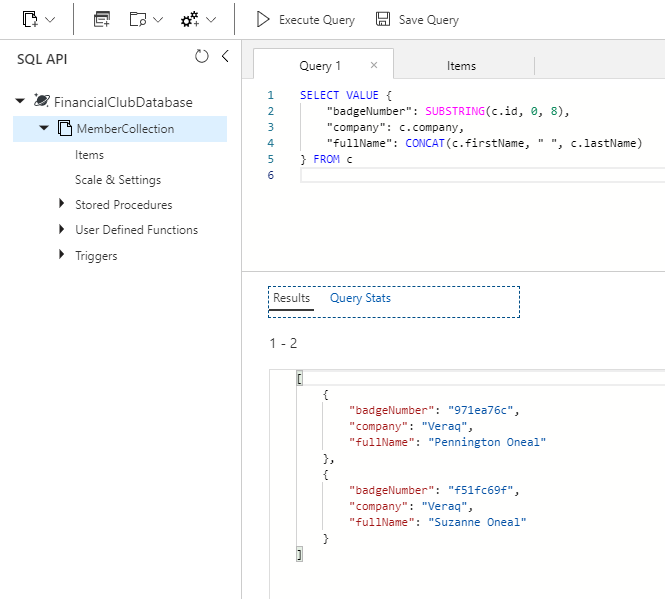 Execute Query
Save Query
SQL API
FinancialClubDatabase
MemberCollection
Items
Scale & Settings
Stored Procedures
User Defined Functions
Triggers
Query 1 ×
Items
1 SELECT VALUE {
2 "badgeNumber": SUBSTRING(c.id, 0, 8),
3 "company": c.company,
4 "fullName": CONCAT(c.firstName, " ", c.lastName)
5 } FROM c
6
Results
Query Stats
1 - 2
[
{
"badgeNumber": "971ea76c",
"company": "Veraq",
"fullName": "Pennington Oneal"
},
{
"badgeNumber": "f51fc69f",
"company": "Veraq",
"fullName": "Suzanne Oneal"
}
]